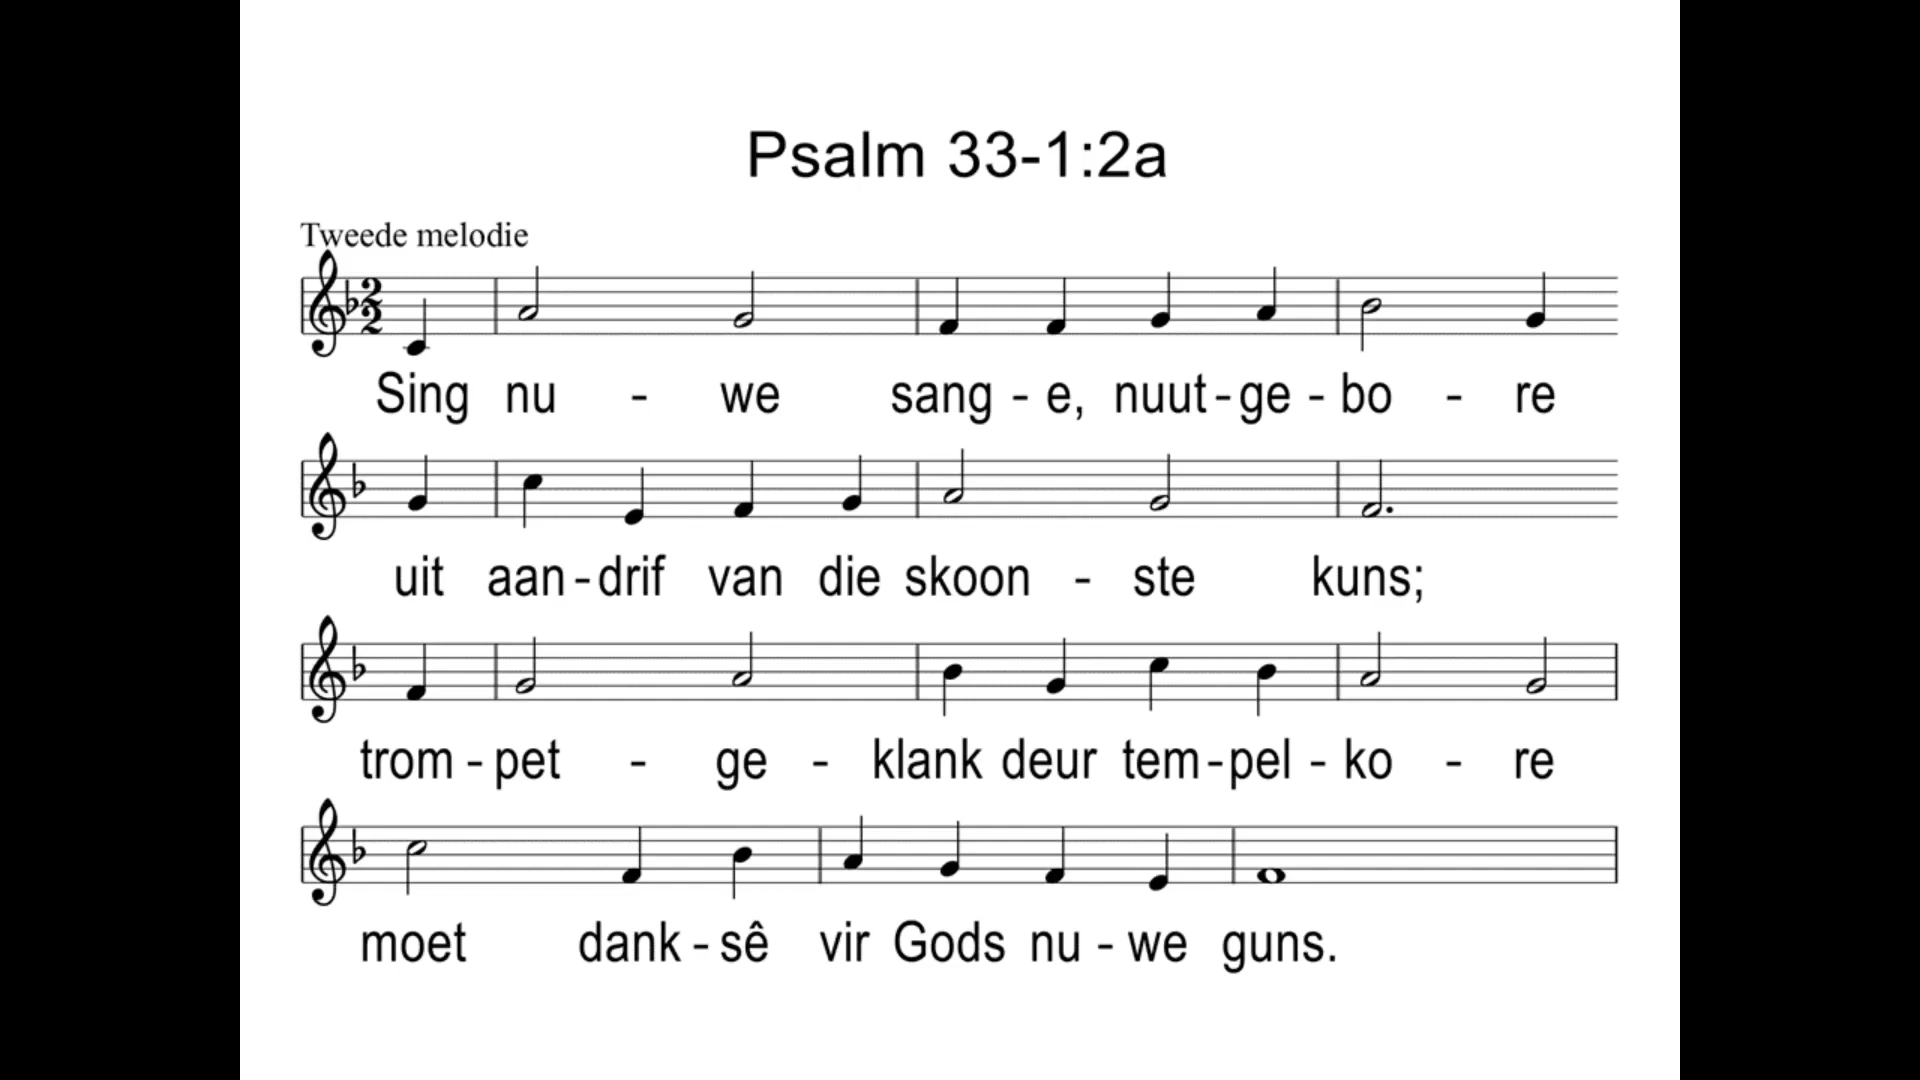 Psalm 33-1:2a
Tweede melodie
Sing nu - we sang - e, nuut - ge - bo - re
uit aan - drif van die skoon - ste kuns;
trom - pet - ge - klank deur tem - pel - ko - re
moet dank - sê vir Gods nu - we guns.